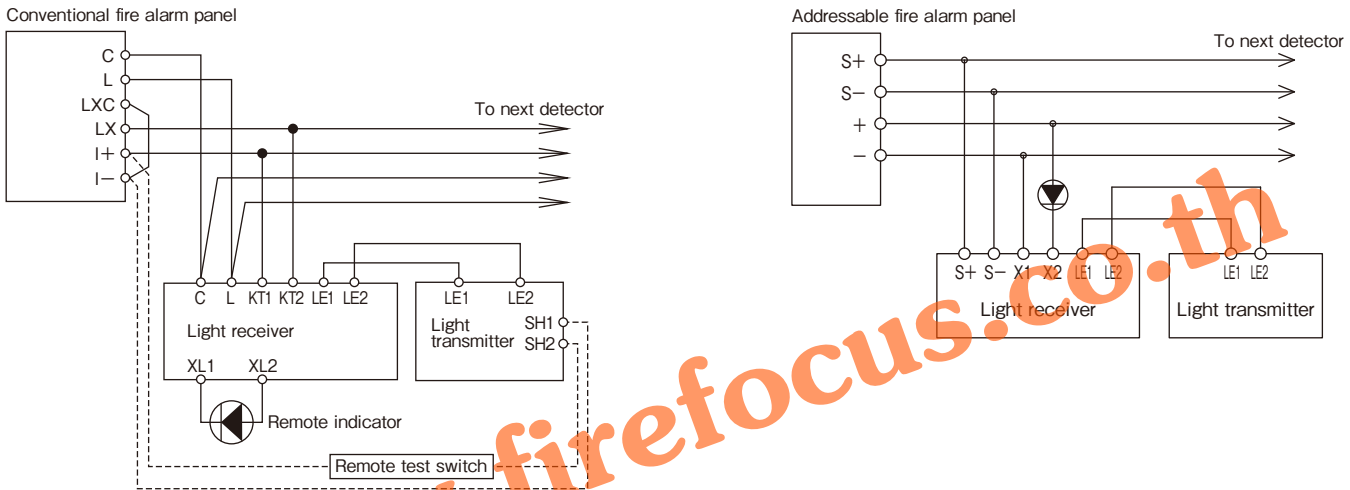 Conventional fire alarm panel
C
L
LXC
LX
I+
I−
To next detector
C L KT1 KT2 LE1 LE2
Light receiver
XL1 XL2
Remote indicator
LE1 LE2
Light
transmitter
SH1
SH2
Remote test switch
Addressable fire alarm panel
S+
S−
+
−
To next detector
S+ S− X1 X2 LE1 LE2
Light receiver
LE1 LE2
Light transmitter
firefocus.co.th